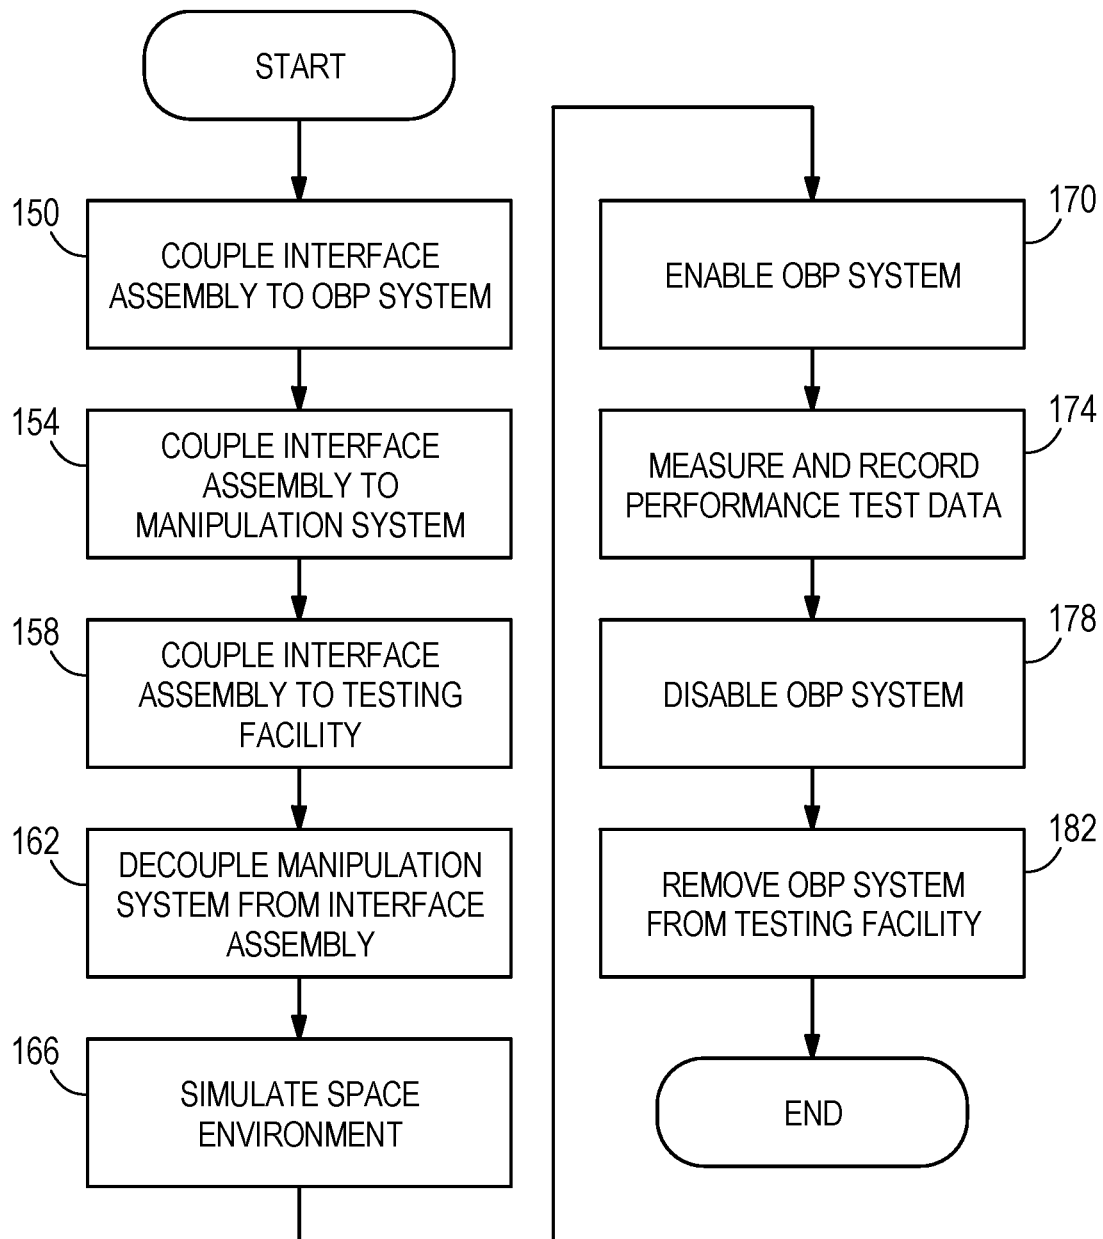 START
150
COUPLE INTERFACE
ASSEMBLY TO OBP SYSTEM
154
COUPLE INTERFACE
ASSEMBLY TO
MANIPULATION SYSTEM
158
COUPLE INTERFACE
ASSEMBLY TO TESTING
FACILITY
162
DECOUPLE MANIPULATION
SYSTEM FROM INTERFACE
ASSEMBLY
166
SIMULATE SPACE
ENVIRONMENT
170
ENABLE OBP SYSTEM
174
MEASURE AND RECORD
PERFORMANCE TEST DATA
178
DISABLE OBP SYSTEM
182
REMOVE OBP SYSTEM
FROM TESTING FACILITY
END